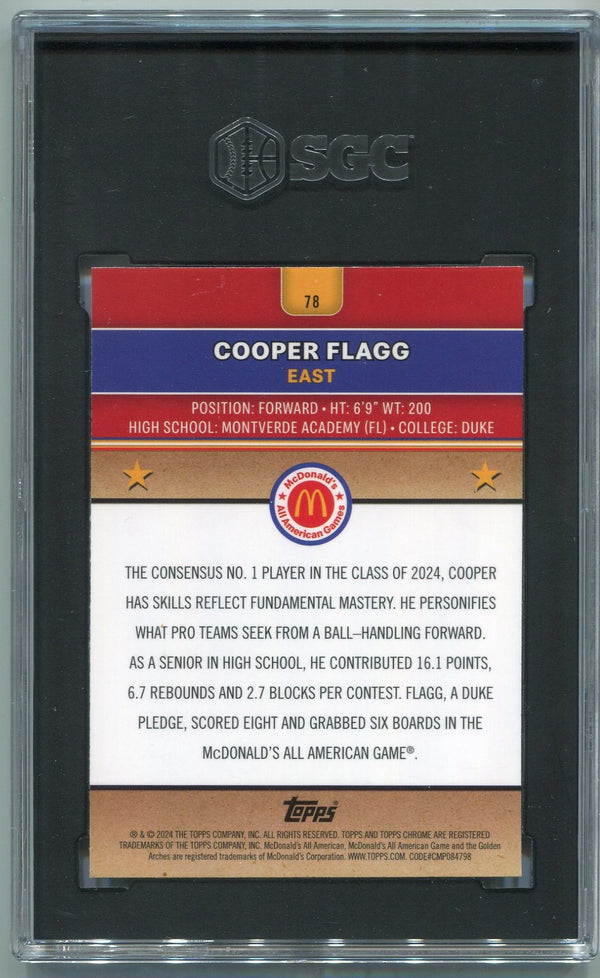 SGC
78
COOPER FLAGG
EAST
POSITION: FORWARD • HT: 6'9" WT: 200
HIGH SCHOOL: MONTVERDE ACADEMY (FL) • COLLEGE: DUKE
McDonald's
All American Games
THE CONSENSUS NO. 1 PLAYER IN THE CLASS OF 2024, COOPER
HAS SKILLS REFLECT FUNDAMENTAL MASTERY. HE PERSONIFIES
WHAT PRO TEAMS SEEK FROM A BALL–HANDLING FORWARD.
AS A SENIOR IN HIGH SCHOOL, HE CONTRIBUTED 16.1 POINTS,
6.7 REBOUNDS AND 2.7 BLOCKS PER CONTEST. FLAGG, A DUKE
PLEDGE, SCORED EIGHT AND GRABBED SIX BOARDS IN THE
McDONALD'S ALL AMERICAN GAME®.
topps®
® & © 2024 THE TOPPS COMPANY, INC. ALL RIGHTS RESERVED. TOPPS AND TOPPS CHROME ARE REGISTERED
TRADEMARKS OF THE TOPPS COMPANY, INC. McDonald's All American, McDonald's All American Game and the Golden
Arches are registered trademarks of McDonald's Corporation. WWW.TOPPS.COM. CODE#CMP084798